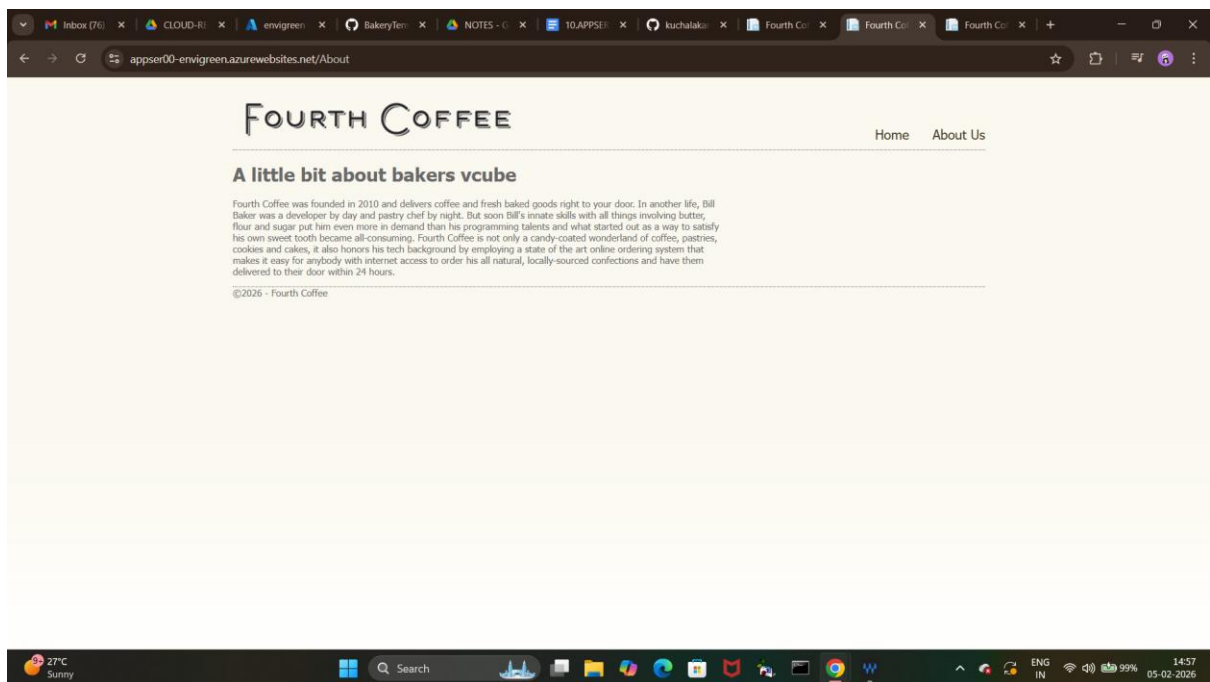 Inbox (76)
CLOUD-RE
envigreen
BakeryTem
NOTES - G
10.APPSER
kuchalakar
Fourth Cof
Fourth Cof
Fourth Cof
appser00-envigreen.azurewebsites.net/About
FOURTH COFFEE
Home
About Us
A little bit about bakers vcube
Fourth Coffee was founded in 2010 and delivers coffee and fresh baked goods right to your door. In another life, Bill
Baker was a developer by day and pastry chef by night. But soon Bill's innate skills with all things involving butter,
flour and sugar put him even more in demand than his programming talents and what started out as a way to satisfy
his own sweet tooth became all-consuming. Fourth Coffee is not only a candy-coated wonderland of coffee, pastries,
cookies and cakes, it also honors his tech background by employing a state of the art online ordering system that
makes it easy for anybody with internet access to order his all natural, locally-sourced confections and have them
delivered to their door within 24 hours.
©2026 - Fourth Coffee
9+
27°C
Sunny
Search
ENG
IN
99%
14:57
05-02-2026